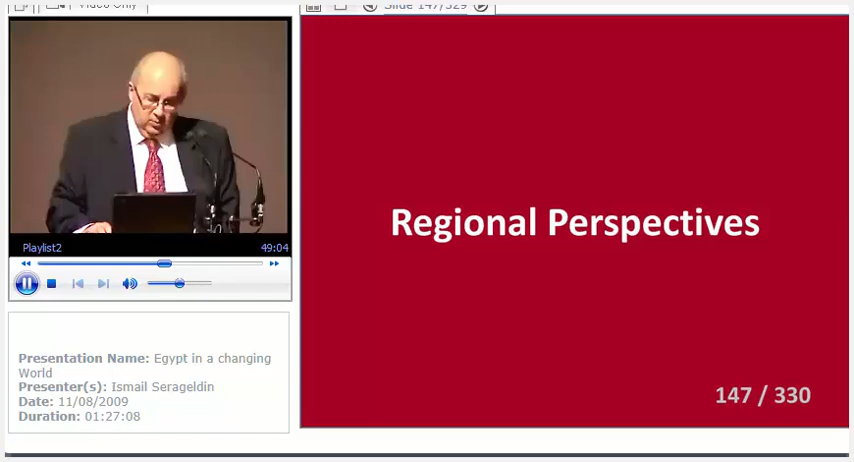 Video Only
Slide 147/329
Playlist2
49:04
Presentation Name: Egypt in a changing
World
Presenter(s): Ismail Serageldin
Date: 11/08/2009
Duration: 01:27:08
Regional Perspectives
147 / 330